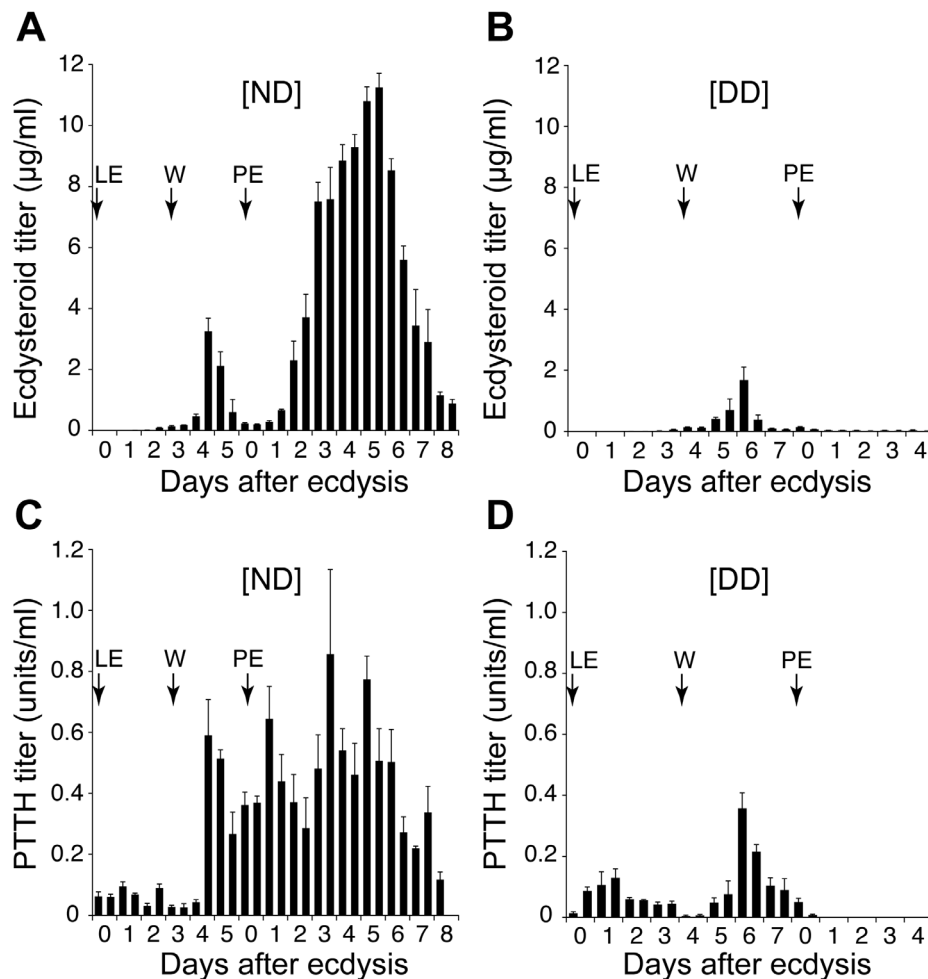 A
Ecdysteroid titer (µg/ml)
12
10
8
6
4
2
0
[ND]
LE
W
PE
0 1 2 3 4 5 0 1 2 3 4 5 6 7 8
Days after ecdysis
B
Ecdysteroid titer (µg/ml)
12
10
8
6
4
2
0
[DD]
LE
W
PE
0 1 2 3 4 5 6 7 0 1 2 3 4
Days after ecdysis
C
PTTH titer (units/ml)
1.2
1.0
0.8
0.6
0.4
0.2
0
[ND]
LE
W
PE
0 1 2 3 4 5 0 1 2 3 4 5 6 7 8
Days after ecdysis
D
PTTH titer (units/ml)
1.2
1.0
0.8
0.6
0.4
0.2
0
[DD]
LE
W
PE
0 1 2 3 4 5 6 7 0 1 2 3 4
Days after ecdysis